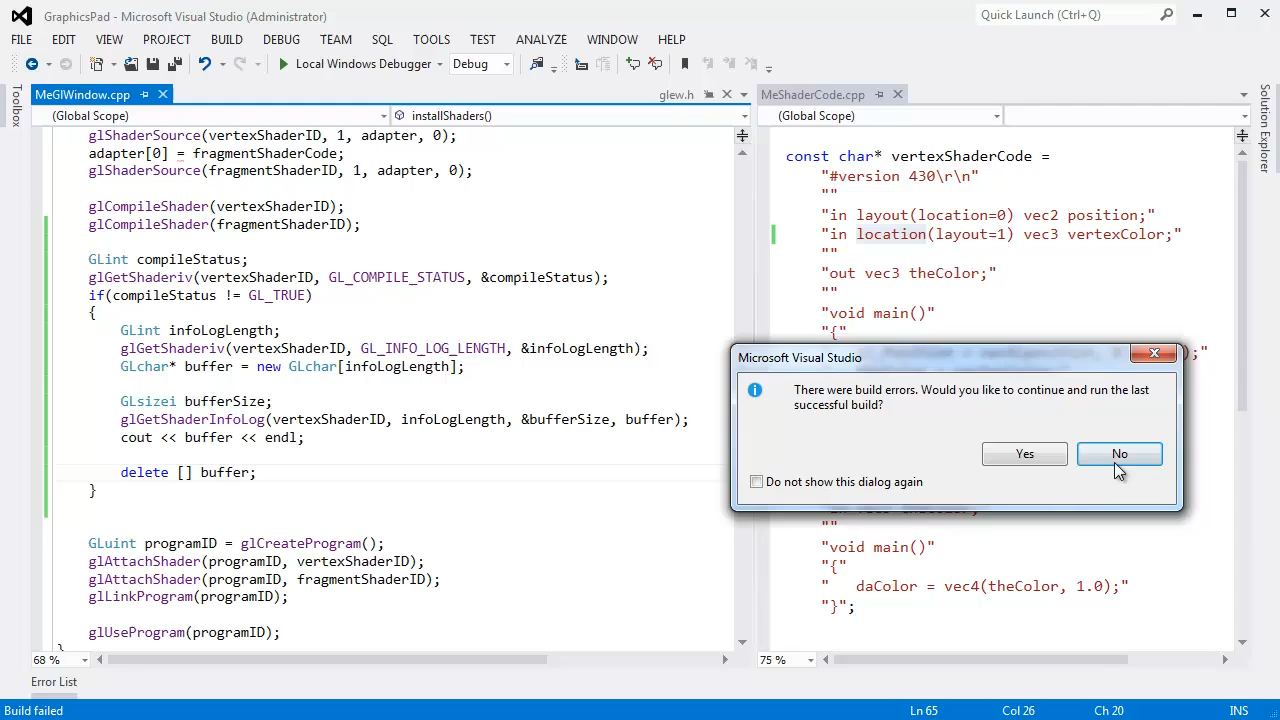 GraphicsPad - Microsoft Visual Studio (Administrator)
Quick Launch (Ctrl+Q)
FILE EDIT VIEW PROJECT BUILD DEBUG TEAM SQL TOOLS TEST ANALYZE WINDOW HELP
Local Windows Debugger Debug
Toolbox
MeGlWindow.cpp
glew.h
(Global Scope)
installShaders()
glShaderSource(vertexShaderID, 1, adapter, 0);
adapter[0] = fragmentShaderCode;
glShaderSource(fragmentShaderID, 1, adapter, 0);
glCompileShader(vertexShaderID);
glCompileShader(fragmentShaderID);
GLint compileStatus;
glGetShaderiv(vertexShaderID, GL_COMPILE_STATUS, &compileStatus);
if(compileStatus != GL_TRUE)
{
GLint infoLogLength;
glGetShaderiv(vertexShaderID, GL_INFO_LOG_LENGTH, &infoLogLength);
GLchar* buffer = new GLchar[infoLogLength];
GLsizei bufferSize;
glGetShaderInfoLog(vertexShaderID, infoLogLength, &bufferSize, buffer);
cout << buffer << endl;
delete [] buffer;
}
GLuint programID = glCreateProgram();
glAttachShader(programID, vertexShaderID);
glAttachShader(programID, fragmentShaderID);
glLinkProgram(programID);
glUseProgram(programID);
68 %
MeShaderCode.cpp
(Global Scope)
const char* vertexShaderCode =
"#version 430\r\n"
""
"in layout(location=0) vec2 position;"
"in location(layout=1) vec3 vertexColor;"
""
"out vec3 theColor;"
""
"void main()"
"{"
Microsoft Visual Studio
There were build errors. Would you like to continue and run the last
successful build?
Yes
No
Do not show this dialog again
""
"void main()"
"{"
"   daColor = vec4(theColor, 1.0);"
"}";
75 %
Solution Explorer
Error List
Build failed
Ln 65
Col 26
Ch 20
INS